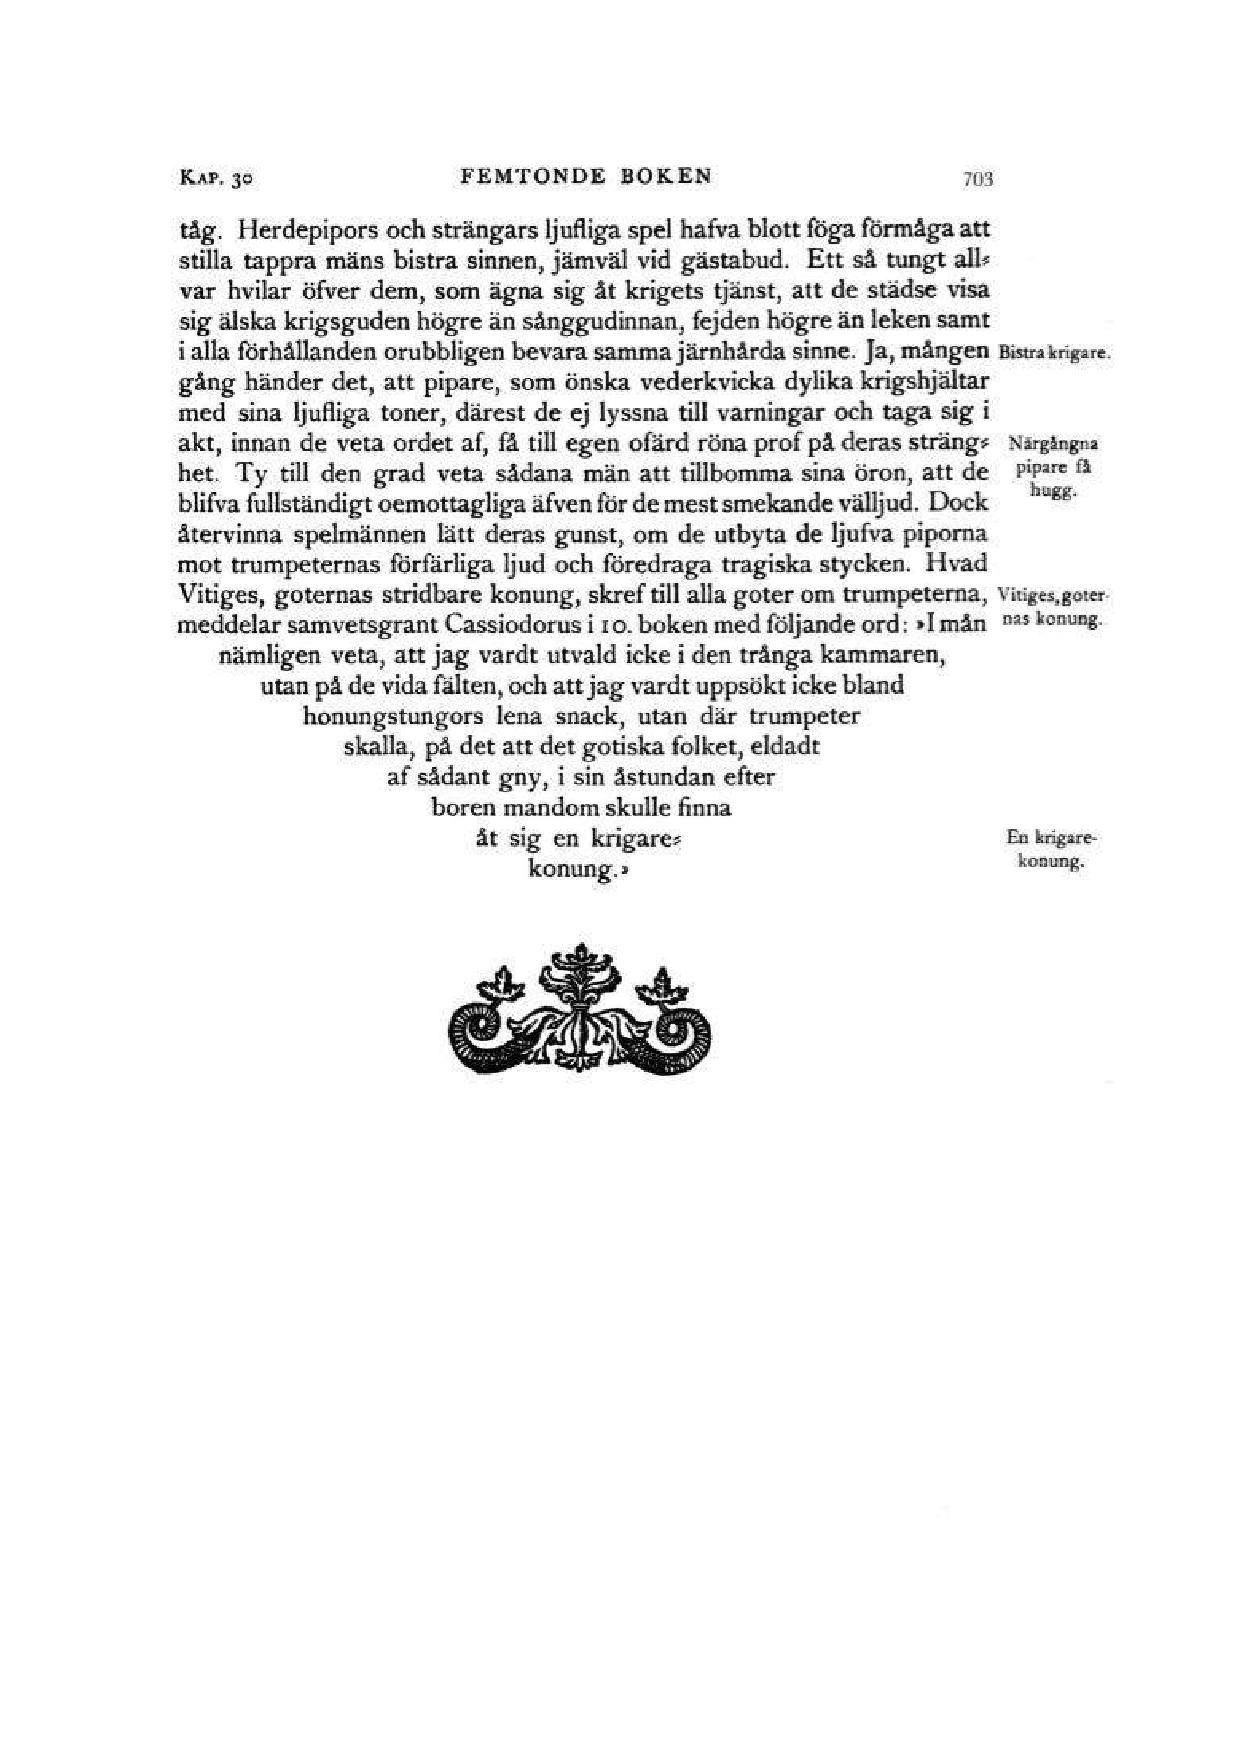 KAP. 30 FEMTONDE BOKEN 703
tåg. Herdepipors och strängars ljufliga spel hafva blott föga förmåga att
stilla tappra mäns bistra sinnen, jämväl vid gästabud. Ett så tungt all⸗
var hvilar öfver dem, som ägna sig åt krigets tjänst, att de städse visa
sig älska krigsguden högre än sånggudinnan, fejden högre än leken samt
i alla förhållanden orubbligen bevara samma järnhårda sinne. Ja, mången
Bistra krigare.
gång händer det, att pipare, som önska vederkvicka dylika krigshjältar
med sina ljufliga toner, därest de ej lyssna till varningar och taga sig i
akt, innan de veta ordet af, få till egen ofärd röna prof på deras sträng⸗
het. Ty till den grad veta sådana män att tillbomma sina öron, att de
blifva fullständigt oemottagliga äfven för de mest smekande välljud. Dock
Närgångna
pipare få
hugg.
återvinna spelmännen lätt deras gunst, om de utbyta de ljufva piporna
mot trumpeternas förfärliga ljud och föredraga tragiska stycken. Hvad
Vitiges, goternas stridbare konung, skref till alla goter om trumpeterna,
meddelar samvetsgrant Cassiodorus i 10. boken med följande ord: »I mån
Vitiges, goter-
nas konung.
nämligen veta, att jag vardt utvald icke i den trånga kammaren,
utan på de vida fälten, och att jag vardt uppsökt icke bland
honungstungors lena snack, utan där trumpeter
skalla, på det att det gotiska folket, eldadt
af sådant gny, i sin åstundan efter
boren mandom skulle finna
åt sig en krigare⸗
konung.»
En krigare-
konung.